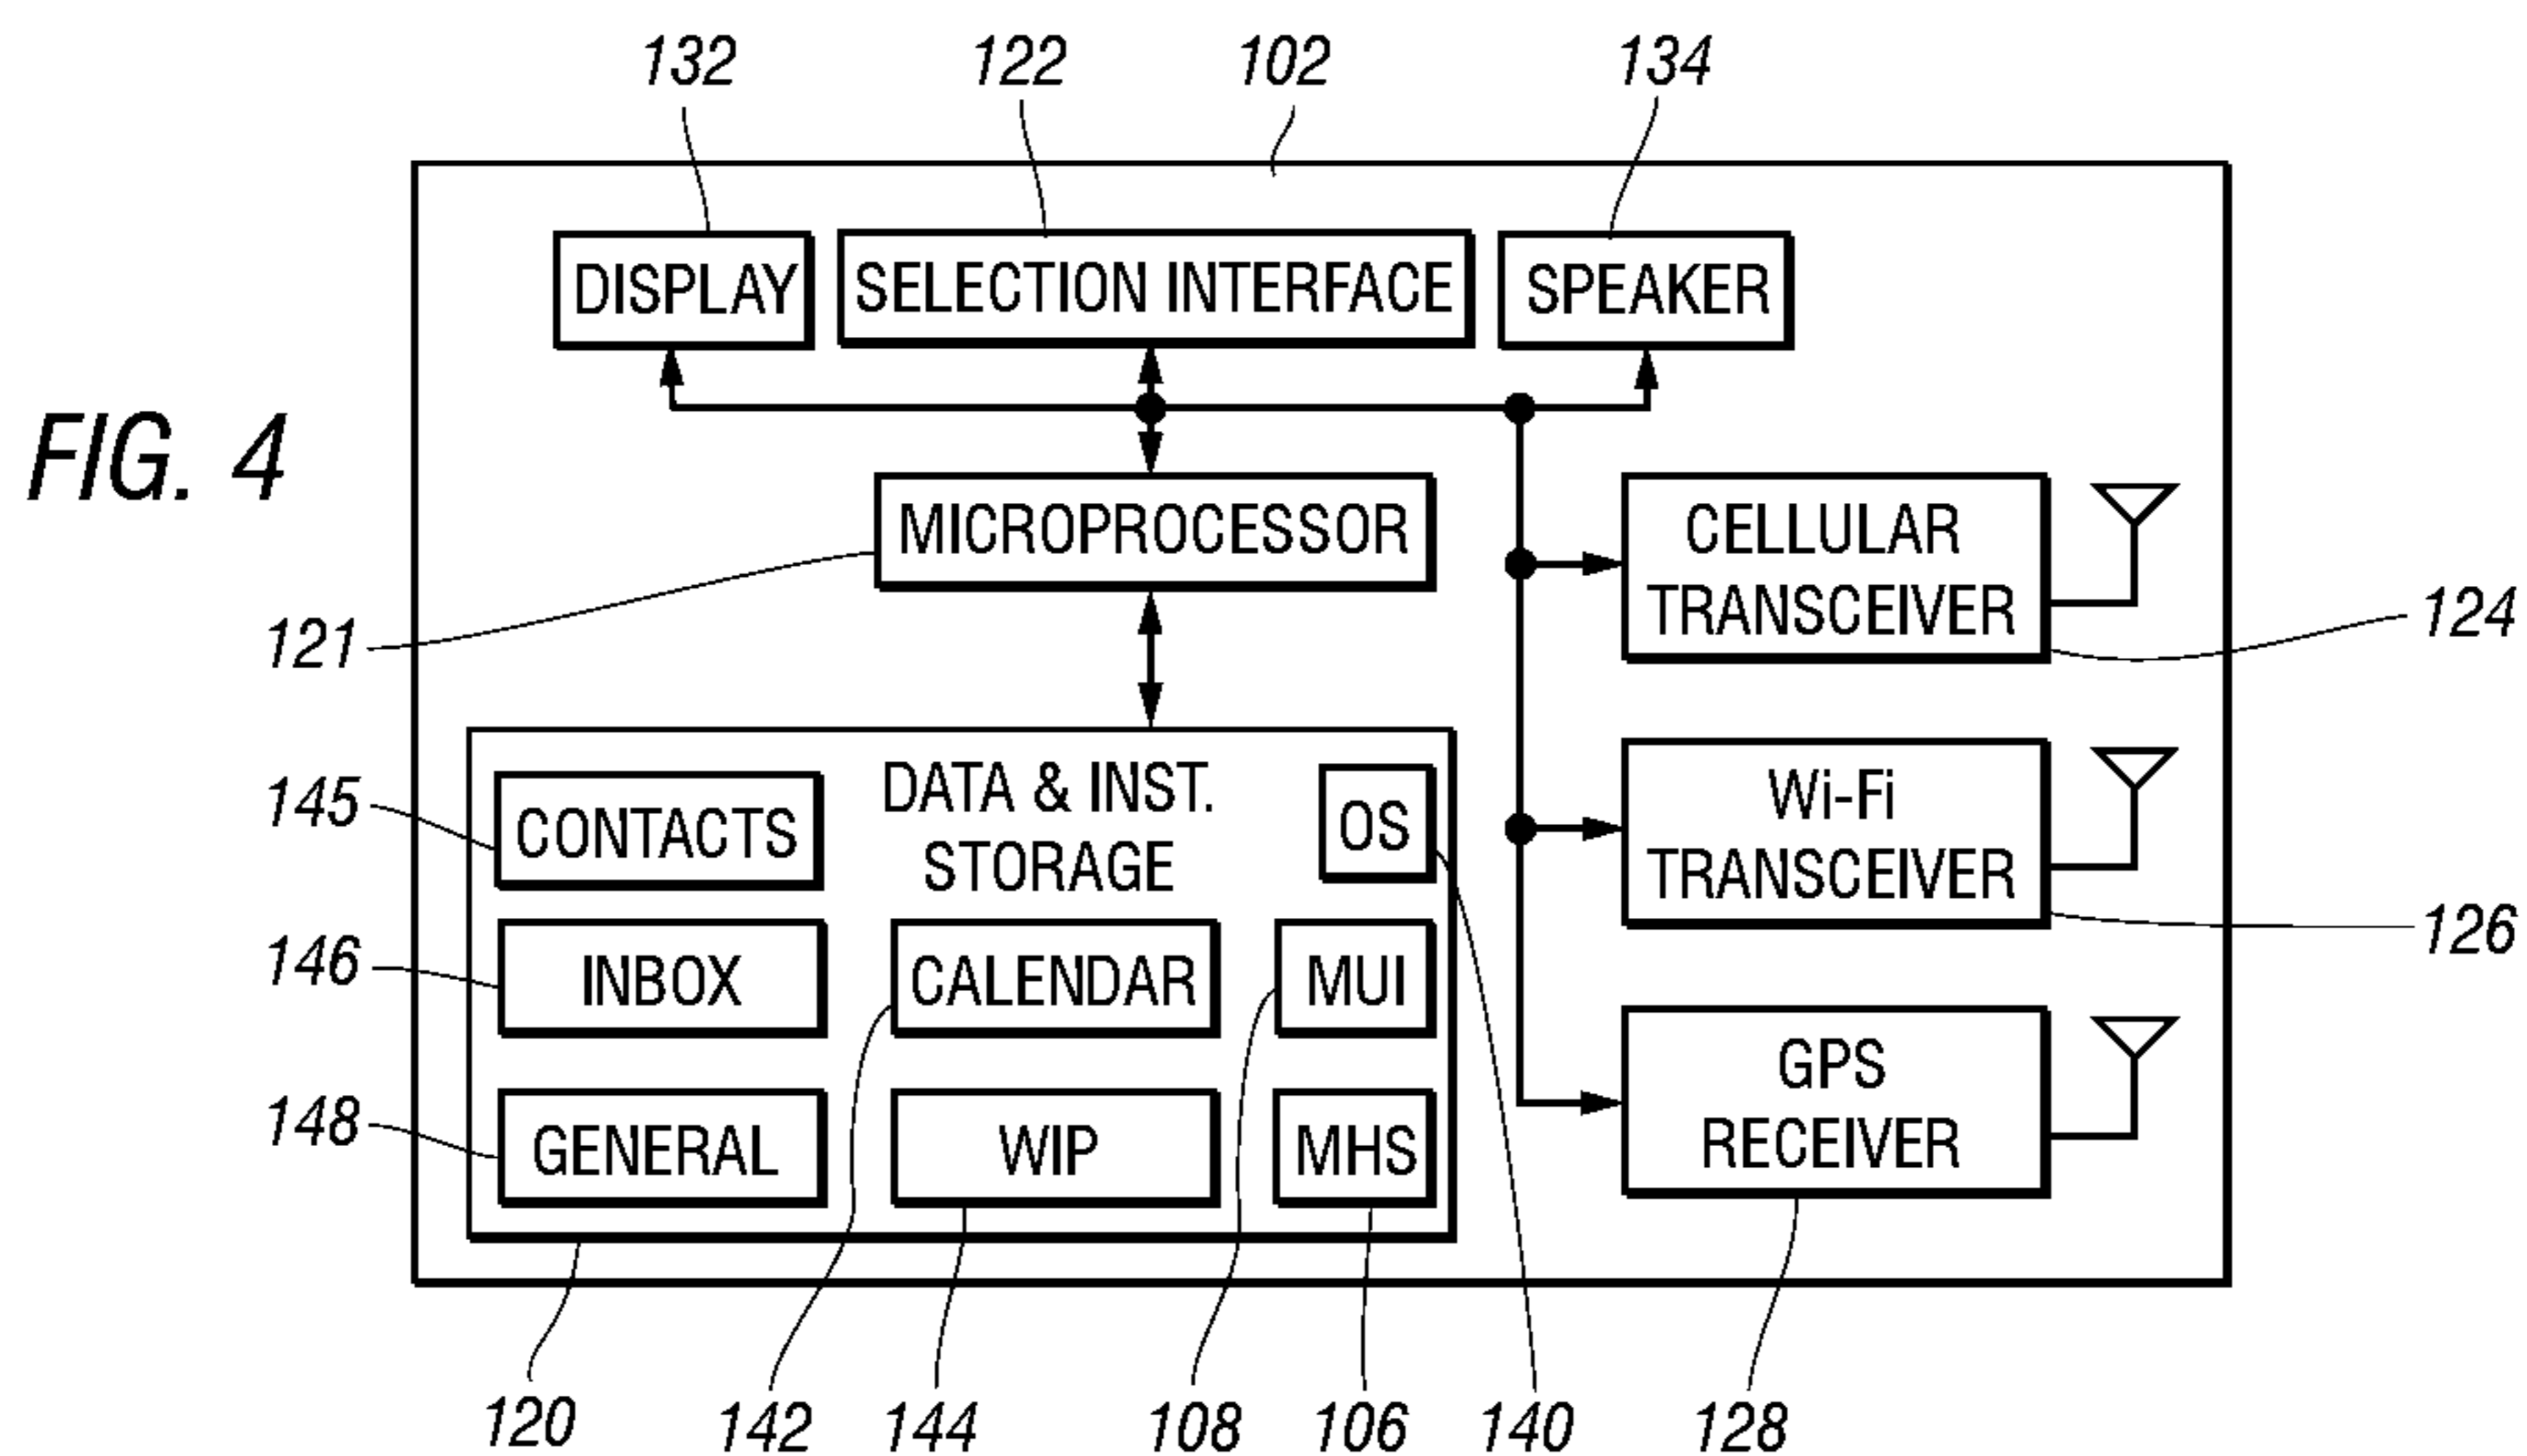 132 122 102 134
DISPLAY SELECTION INTERFACE SPEAKER
FIG. 4
MICROPROCESSOR
CELLULAR
TRANSCEIVER
121
124
145
CONTACTS
DATA & INST.
STORAGE
OS
Wi-Fi
TRANSCEIVER
126
146
INBOX CALENDAR MUI
148
GENERAL WIP MHS
GPS
RECEIVER
120 142 144 108 106 140 128